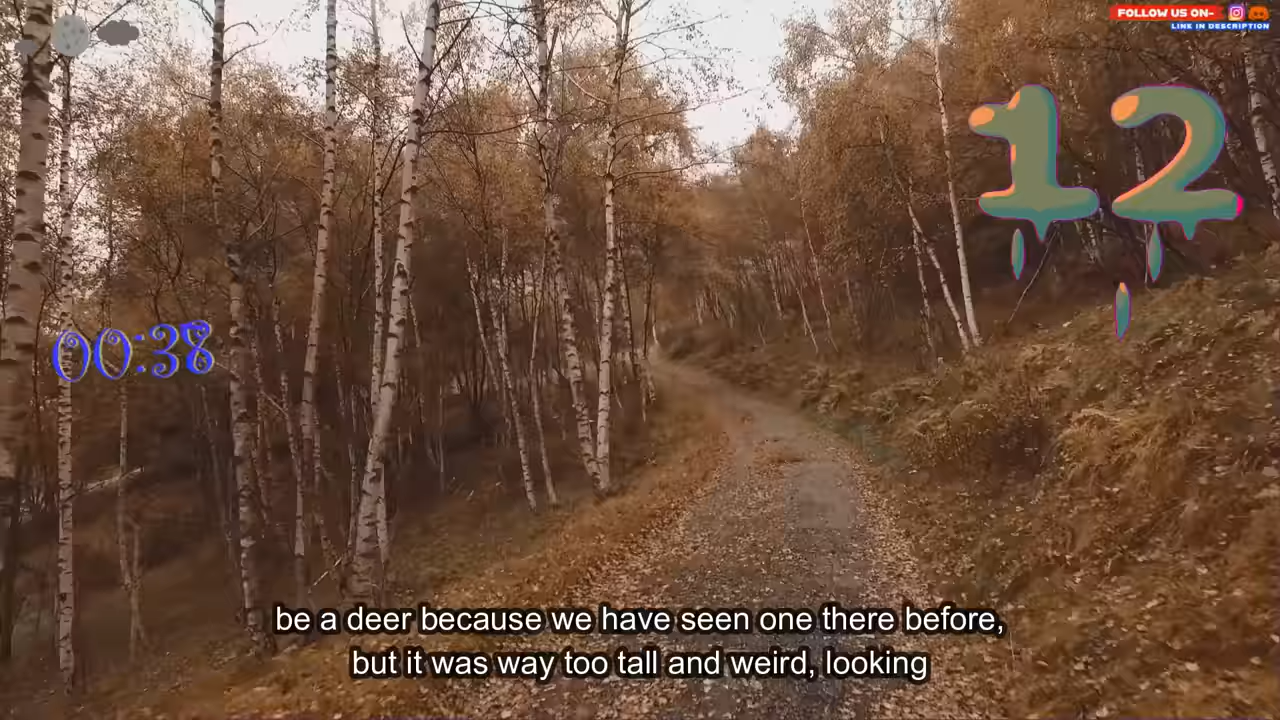 FOLLOW US ON-
LINK IN DESCRIPTION
12
00:38
be a deer because we have seen one there before,
but it was way too tall and weird, looking